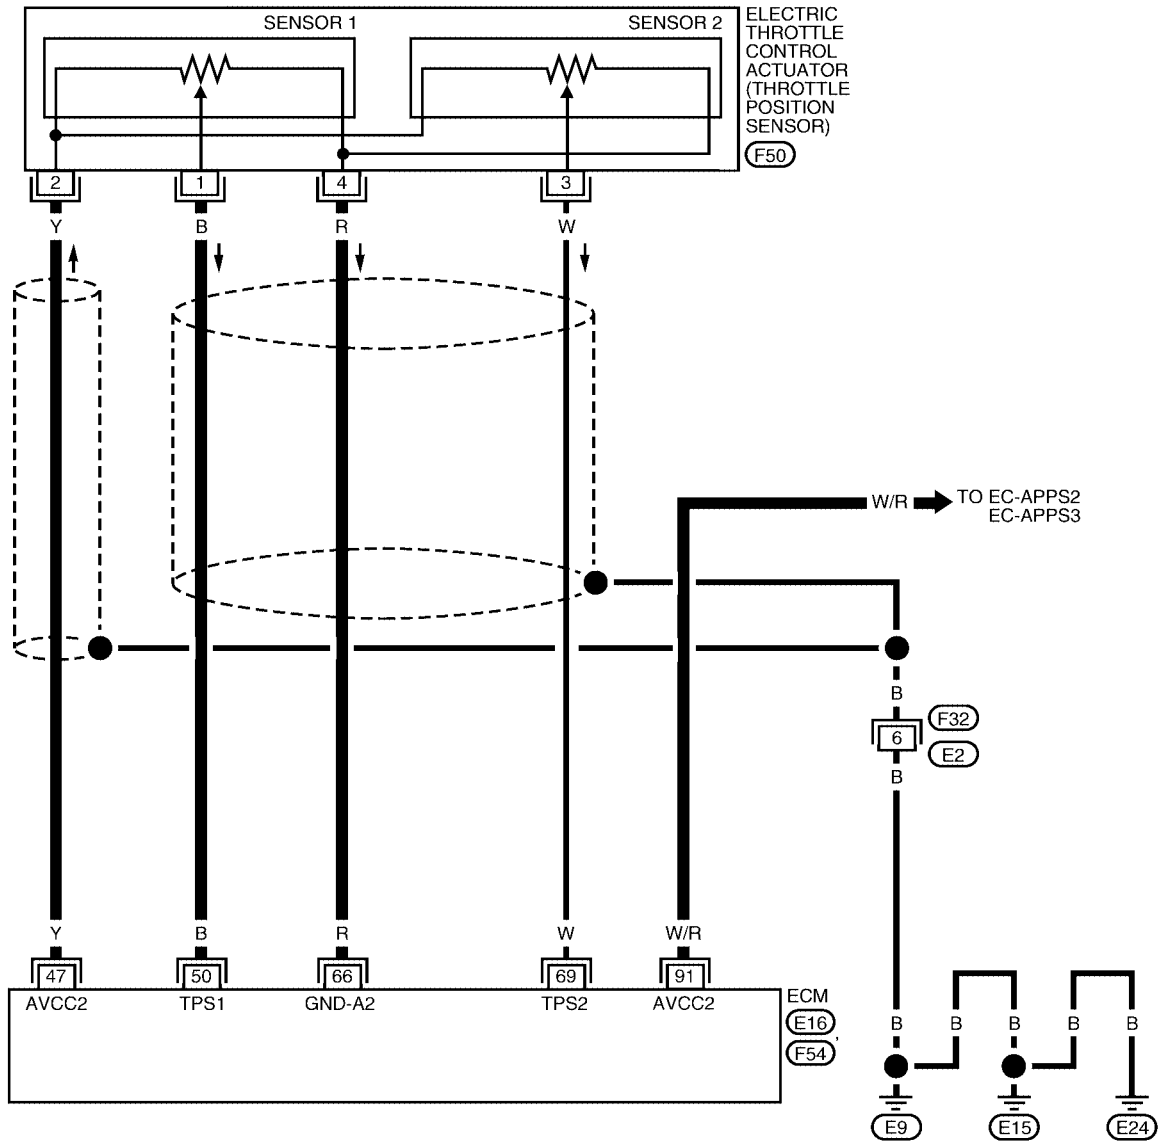 SENSOR 1
SENSOR 2
ELECTRIC
THROTTLE
CONTROL
ACTUATOR
(THROTTLE
POSITION
SENSOR)
F50
2
1
4
3
Y
B
R
W
W/R
TO EC-APPS2
EC-APPS3
B
F32
6
E2
B
Y
B
R
W
W/R
47
50
66
69
91
AVCC2
TPS1
GND-A2
TPS2
AVCC2
ECM
E16
,
F54
B
B
B
B
B
E9
E15
E24